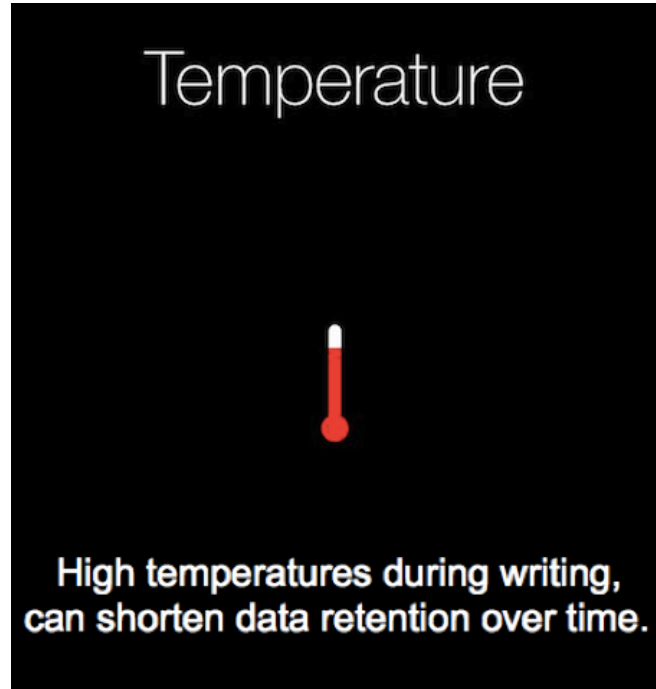 Temperature
High temperatures during writing,
can shorten data retention over time.